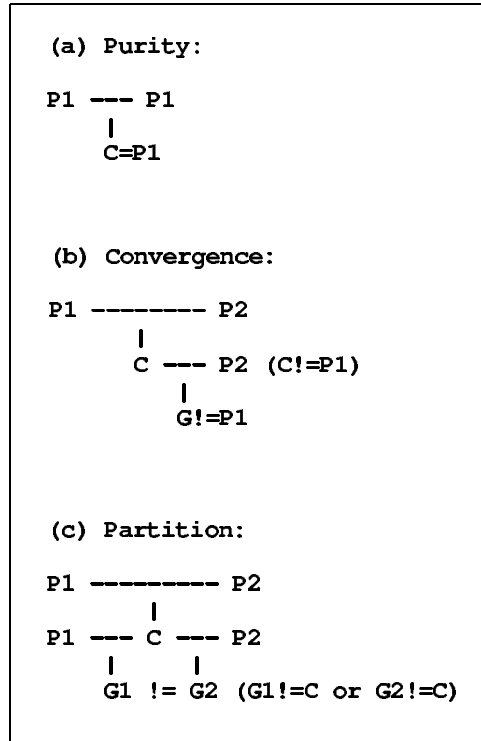 (a) Purity:
P1 --- P1
|
C=P1
(b) Convergence:
P1 -------- P2
|
C --- P2 (C!=P1)
|
G!=P1
(c) Partition:
P1 --------- P2
|
P1 --- C --- P2
| |
G1 != G2 (G1!=C or G2!=C)